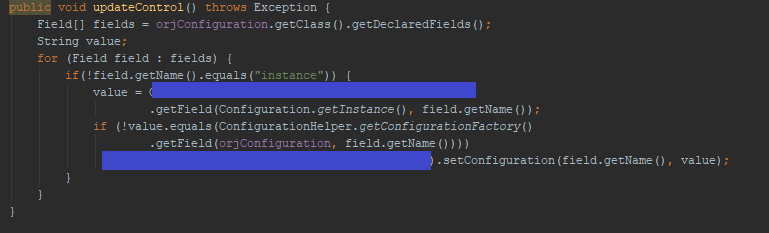 public void updateControl() throws Exception {
Field[] fields = orjConfiguration.getClass().getDeclaredFields();
String value;
for (Field field : fields) {
if(!field.getName().equals("instance")) {
value =
.getField(Configuration.getInstance(), field.getName());
if (!value.equals(ConfigurationHelper.getConfigurationFactory()
.getField(orjConfiguration, field.getName())))
).setConfiguration(field.getName(), value);
}
}
}